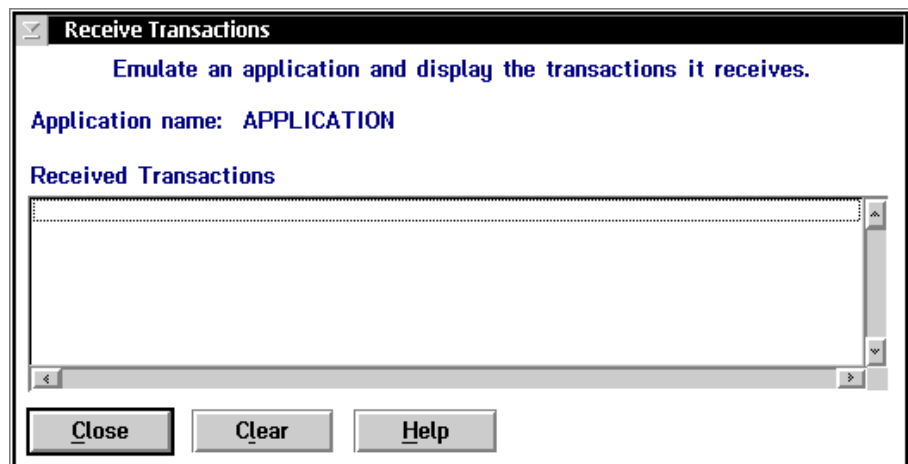 Receive Transactions
Emulate an application and display the transactions it receives.
Application name: APPLICATION
Received Transactions
Close Clear Help